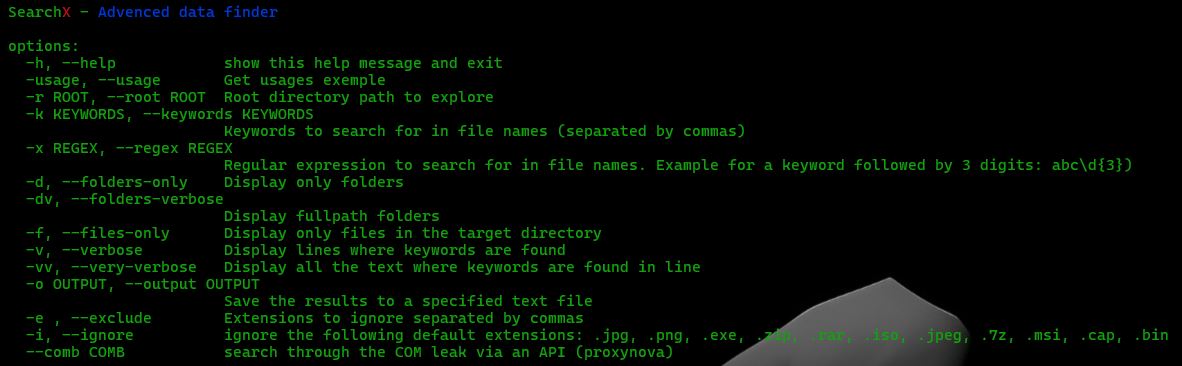 SearchX - Advanced data finder
options:
-h, --help show this help message and exit
-usage, --usage Get usages exemple
-r ROOT, --root ROOT Root directory path to explore
-k KEYWORDS, --keywords KEYWORDS
Keywords to search for in file names (separated by commas)
-x REGEX, --regex REGEX
Regular expression to search for in file names. Example for a keyword followed by 3 digits: abc\d{3})
-d, --folders-only Display only folders
-dv, --folders-verbose
Display fullpath folders
-f, --files-only Display only files in the target directory
-v, --verbose Display lines where keywords are found
-vv, --very-verbose Display all the text where keywords are found in line
-o OUTPUT, --output OUTPUT
Save the results to a specified text file
-e , --exclude Extensions to ignore separated by commas
-i, --ignore ignore the following default extensions: .jpg, .png, .exe, .zip, .rar, .iso, .jpeg, .7z, .msi, .cap, .bin
--comb COMB search through the COM leak via an API (proxynova)